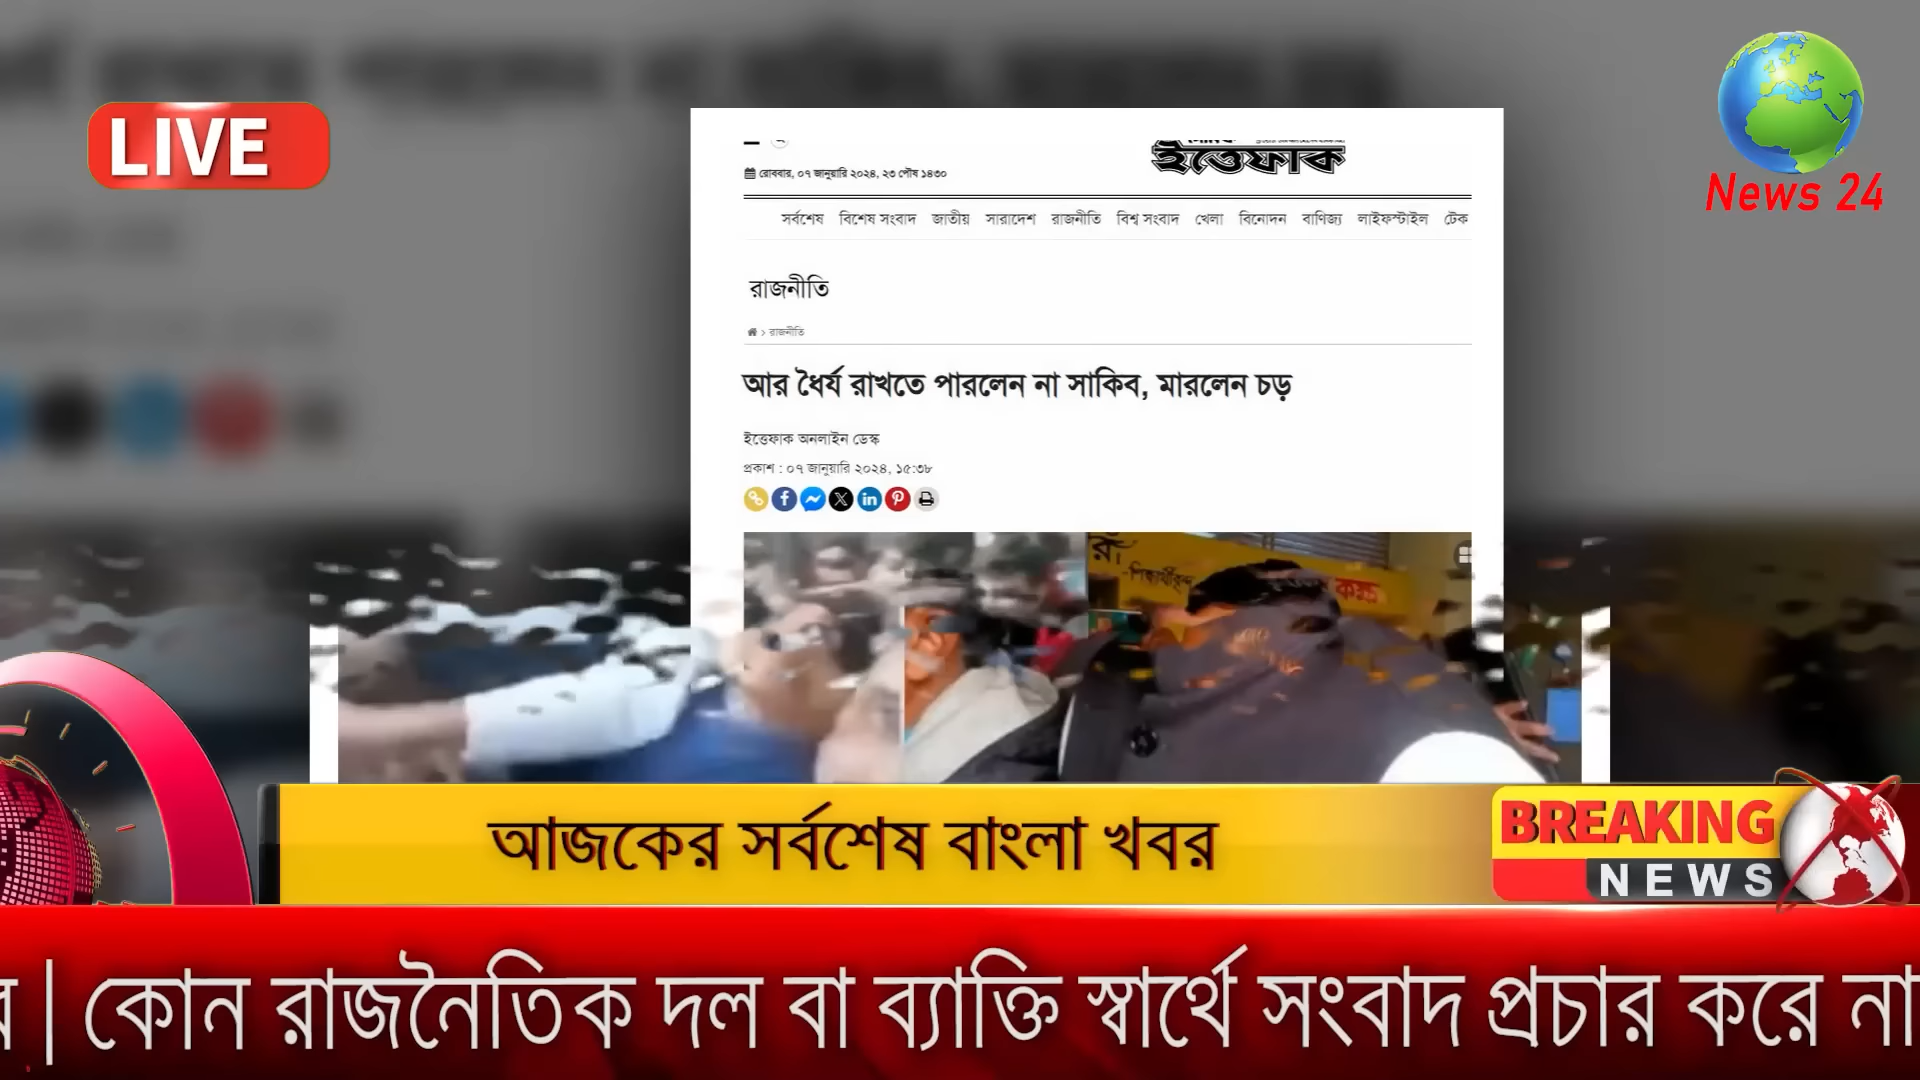 LIVE
News 24
ইত্তেফাক
রোববার, ০৭ জানুয়ারি ২০২৪, ২৩ পৌষ ১৪৩০
সর্বশেষ বিশেষ সংবাদ জাতীয় সারাদেশ রাজনীতি বিশ্ব সংবাদ খেলা বিনোদন বাণিজ্য লাইফস্টাইল টেক
রাজনীতি
> রাজনীতি
আর ধৈর্য রাখতে পারলেন না সাকিব, মারলেন চড়
ইত্তেফাক অনলাইন ডেস্ক
প্রকাশ : ০৭ জানুয়ারি ২০২৪, ১৫:৩৮
-শিক্ষার্থীবৃন্দ
কক্ষ
আজকের সর্বশেষ বাংলা খবর
BREAKING
NEWS
র | কোন রাজনৈতিক দল বা ব্যাক্তি স্বার্থে সংবাদ প্রচার করে না